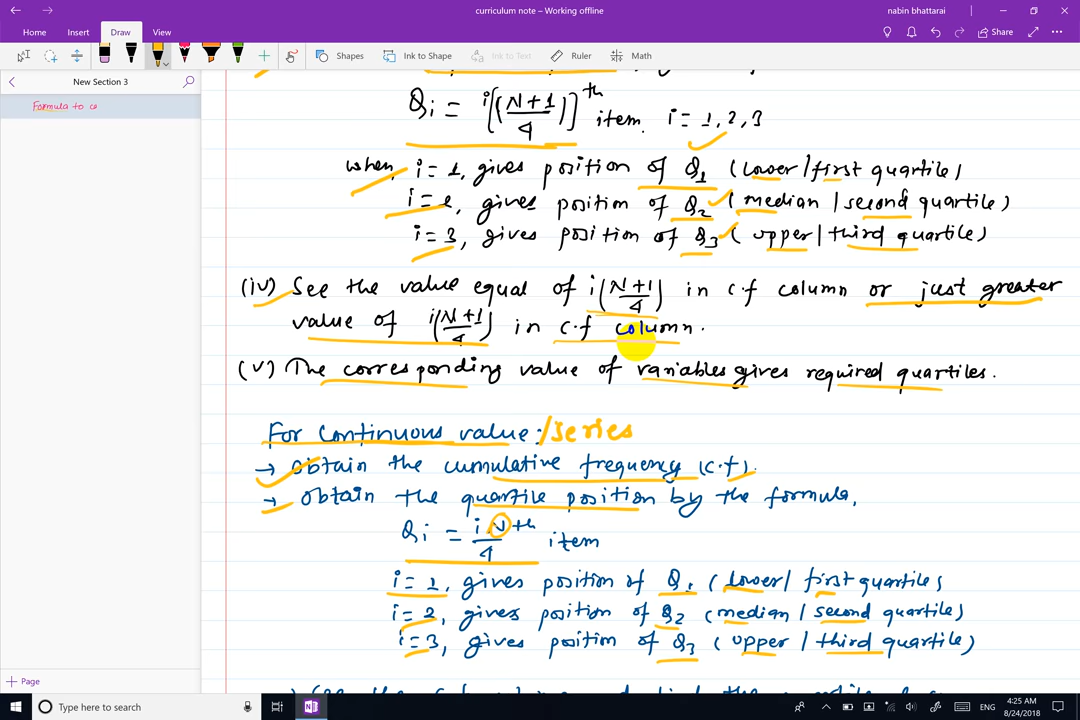 curriculum note – Working offline
nabin bhattarai
Home Insert Draw View
Share
Shapes Ink to Shape Ink to Text Ruler Math
New Section 3
Formula to ca
Qi = i[(N+1/4)]th item. i = 1, 2, 3
when, i = 1, gives position of Q1 (lower/first quartile)
i = 2, gives position of Q2 (median/second quartile)
i = 3, gives position of Q3 (upper/third quartile)
(iv) See the value equal of i(N+1/4) in c.f column or just greater
value of i(N+1/4) in c.f column.
(v) The corresponding value of variables gives required quartiles.
For continuous value:/series
→ obtain the cumulative frequency (c.f).
→ obtain the quartile position by the formula,
Qi = iN/4 th item
i = 1, gives position of Q1 (lower/first quartile)
i = 2, gives position of Q2 (median/second quartile)
i = 3, gives position of Q3 (upper/third quartile)
+ Page
Type here to search
ENG
4:25 AM
8/24/2018